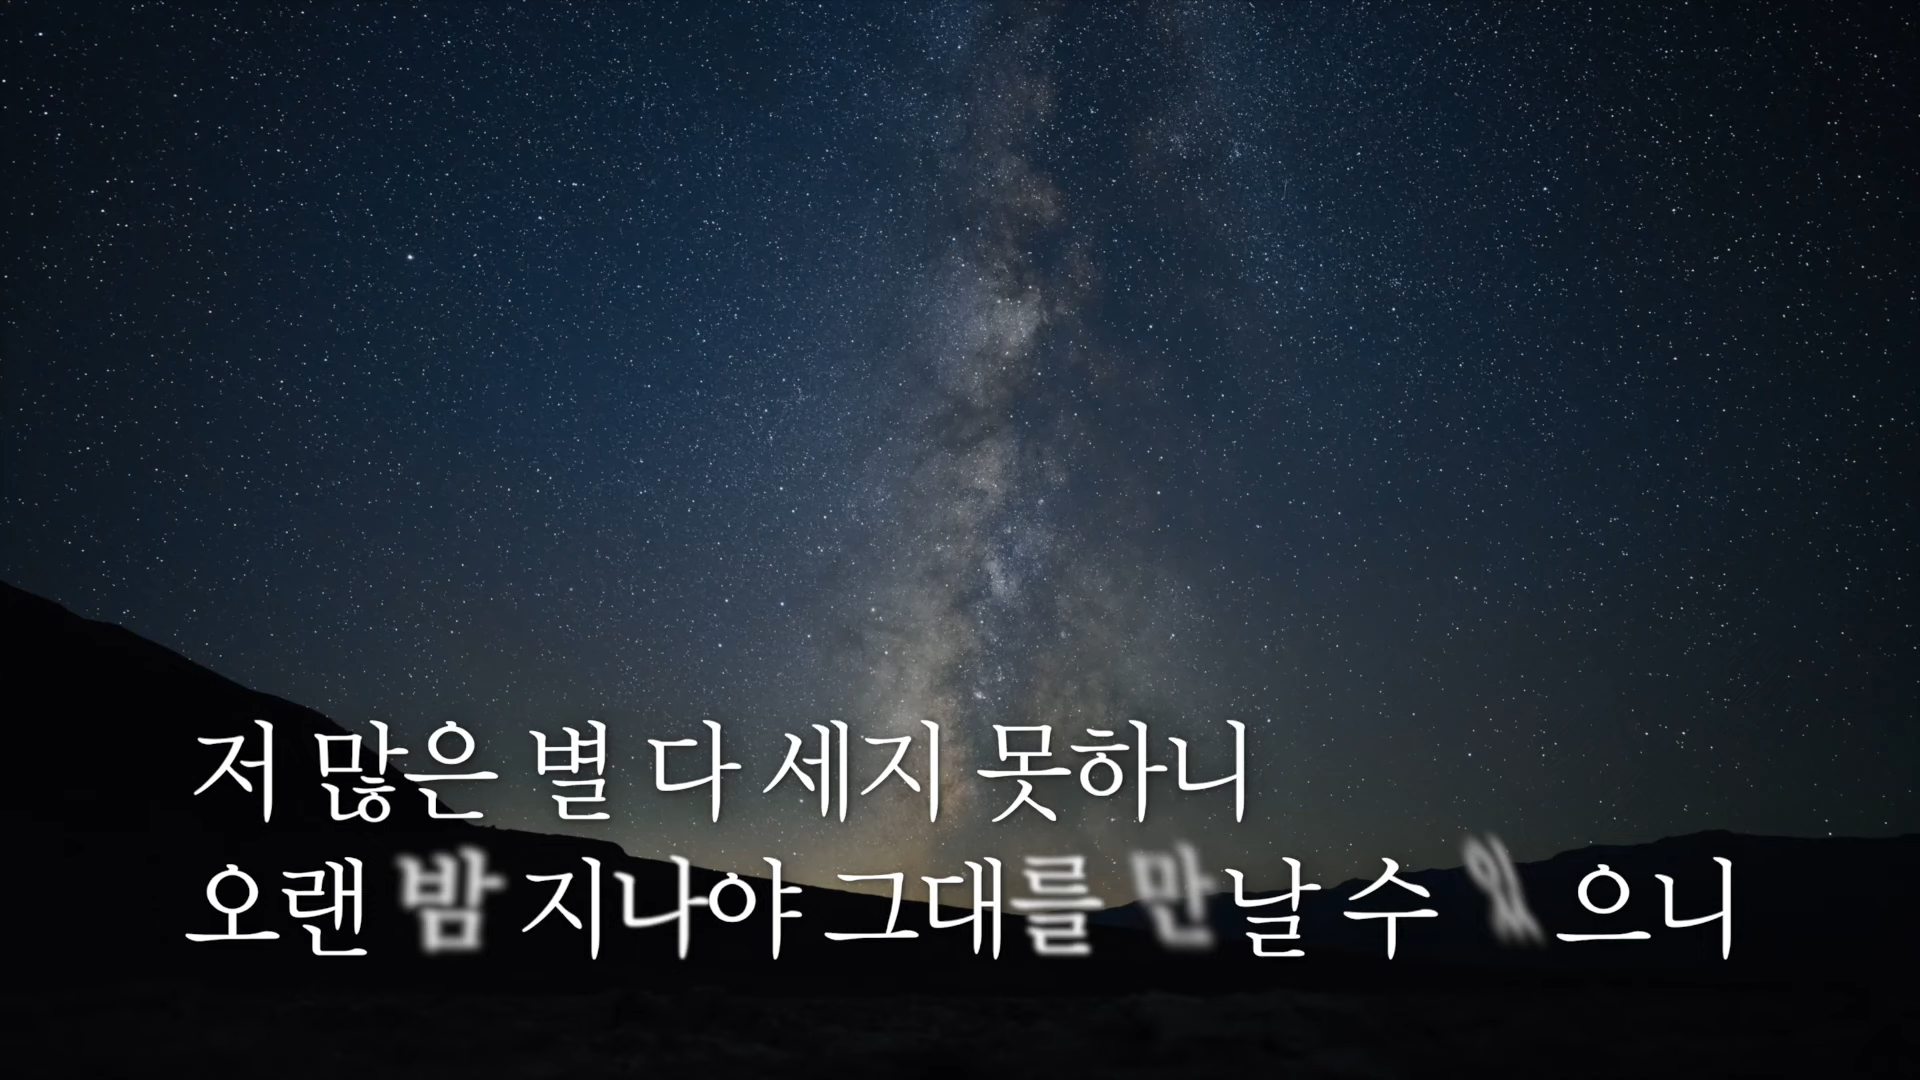 저 많은 별 다 세지 못하니
오랜 밤 지나야 그대를 만날 수 있으니